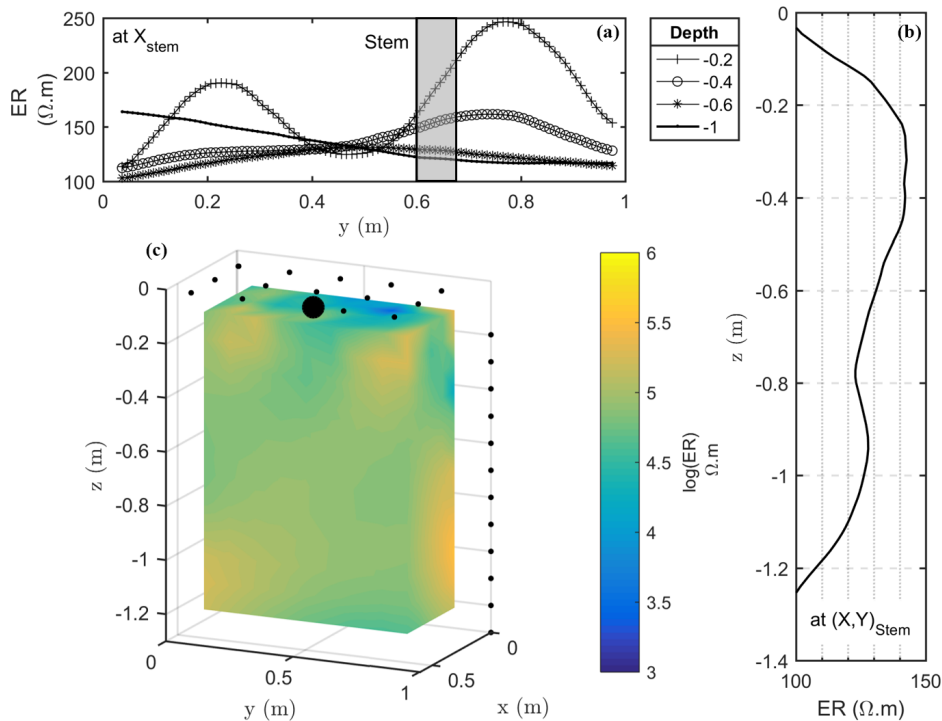 250
200
150
100
ER
(Ω.m)
at X_stem
Stem
(a)
0
0.2
0.4
0.6
0.8
1
y (m)
Depth
-0.2
-0.4
-0.6
-1
(b)
0
-0.2
-0.4
-0.6
-0.8
-1
-1.2
-1.4
z (m)
at (X,Y)_Stem
100
150
ER (Ω.m)
(c)
0
-0.2
-0.4
-0.6
-0.8
-1
-1.2
z (m)
0
0.5
1
y (m)
0.5
0
x (m)
6
5.5
5
4.5
4
3.5
3
log(ER)
Ω.m